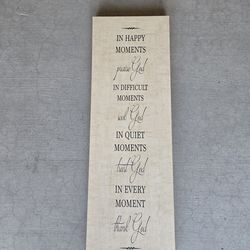 IN HAPPY
MOMENTS
praise God
IN DIFFICULT
MOMENTS
seek God
IN QUIET
MOMENTS
trust God
IN EVERY
MOMENT
thank God